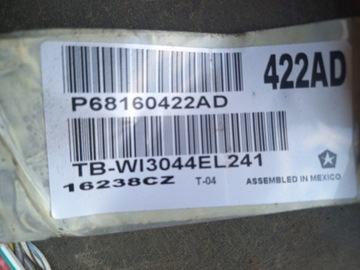 422AD
P68160422AD
TB-WI3044EL241
16238CZ T-04 ASSEMBLED IN MEXICO